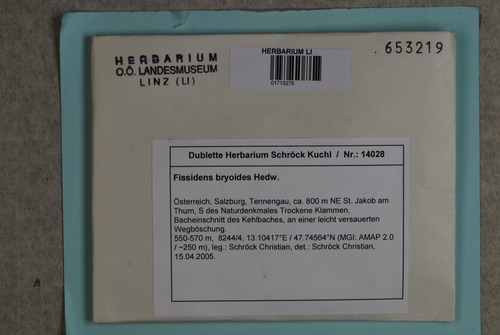 HERBARIUM
O.Ö. LANDESMUSEUM
LINZ (LI)
HERBARIUM LI
01713275
. 653219
Dublette Herbarium Schröck Kuchl / Nr.: 14028
Fissidens bryoides Hedw.
Österreich, Salzburg, Tennengau, ca. 800 m NE St. Jakob am
Thurn, S des Naturdenkmales Trockene Klammen,
Bacheinschnitt des Kehlbaches, an einer leicht versauerten
Wegböschung.
550-570 m, 8244/4, 13.10417°E / 47.74564°N (MGI: AMAP 2.0
/ ~250 m), leg.: Schröck Christian, det.: Schröck Christian,
15.04.2005.